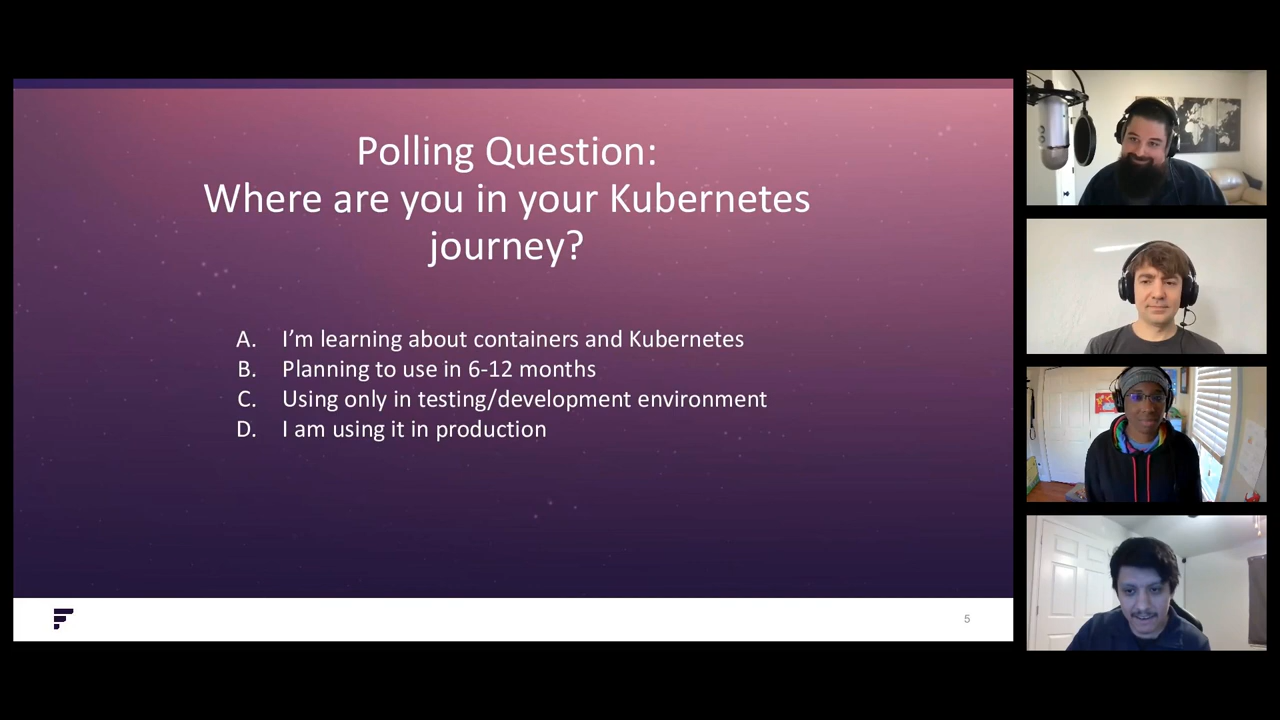 Polling Question:
Where are you in your Kubernetes
journey?
A. I’m learning about containers and Kubernetes
B. Planning to use in 6-12 months
C. Using only in testing/development environment
D. I am using it in production
5